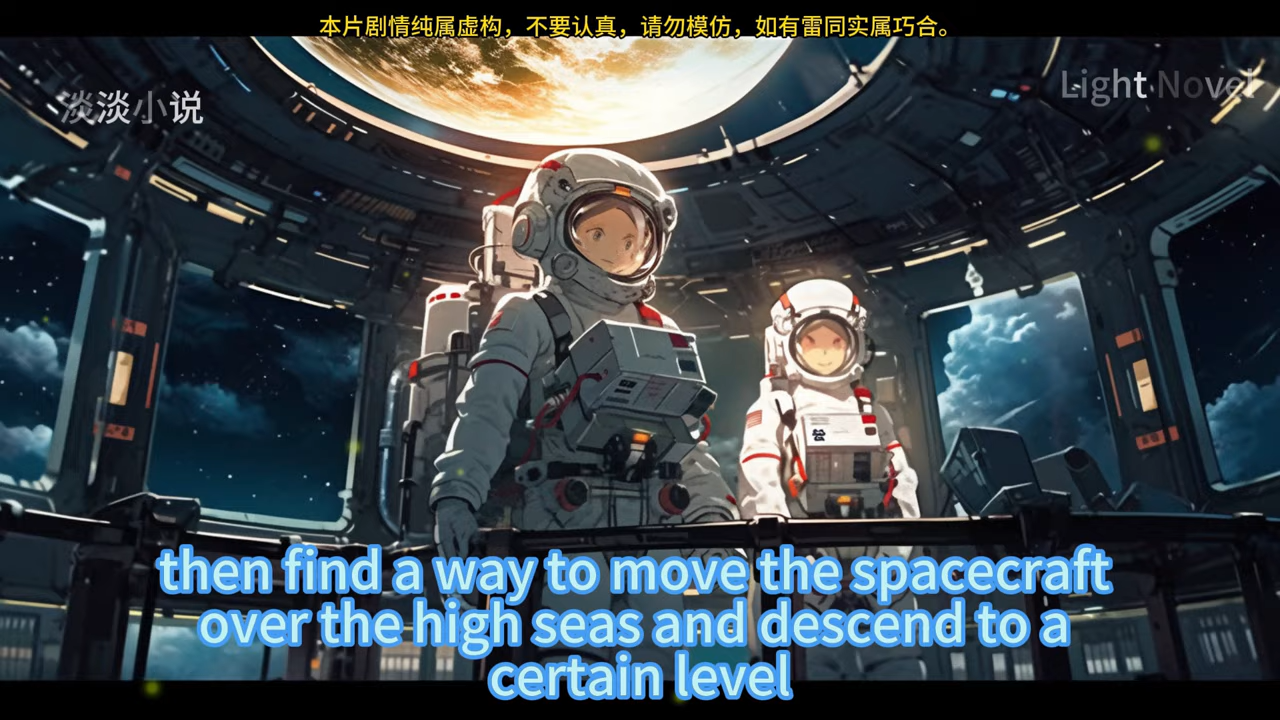 本片剧情纯属虚构，不要认真，请勿模仿，如有雷同实属巧合。
淡淡小说
Light Novel
then find a way to move the spacecraft
over the high seas and descend to a
certain level